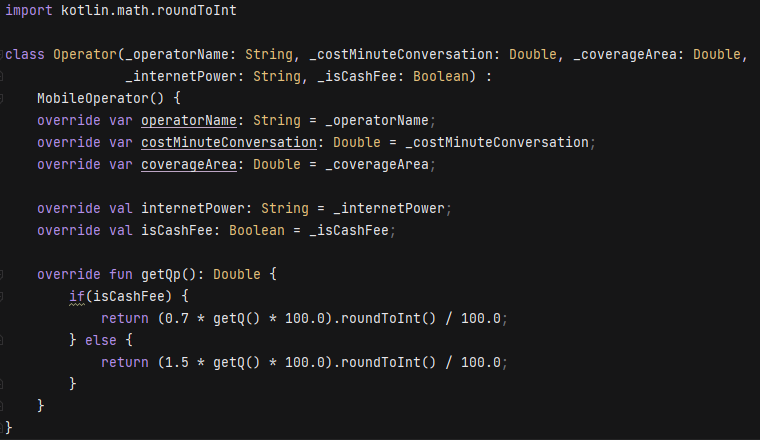 import kotlin.math.roundToInt
class Operator(_operatorName: String, _costMinuteConversation: Double, _coverageArea: Double,
_internetPower: String, _isCashFee: Boolean) :
MobileOperator() {
override var operatorName: String = _operatorName;
override var costMinuteConversation: Double = _costMinuteConversation;
override var coverageArea: Double = _coverageArea;
override val internetPower: String = _internetPower;
override val isCashFee: Boolean = _isCashFee;
override fun getQp(): Double {
if(isCashFee) {
return (0.7 * getQ() * 100.0).roundToInt() / 100.0;
} else {
return (1.5 * getQ() * 100.0).roundToInt() / 100.0;
}
}
}